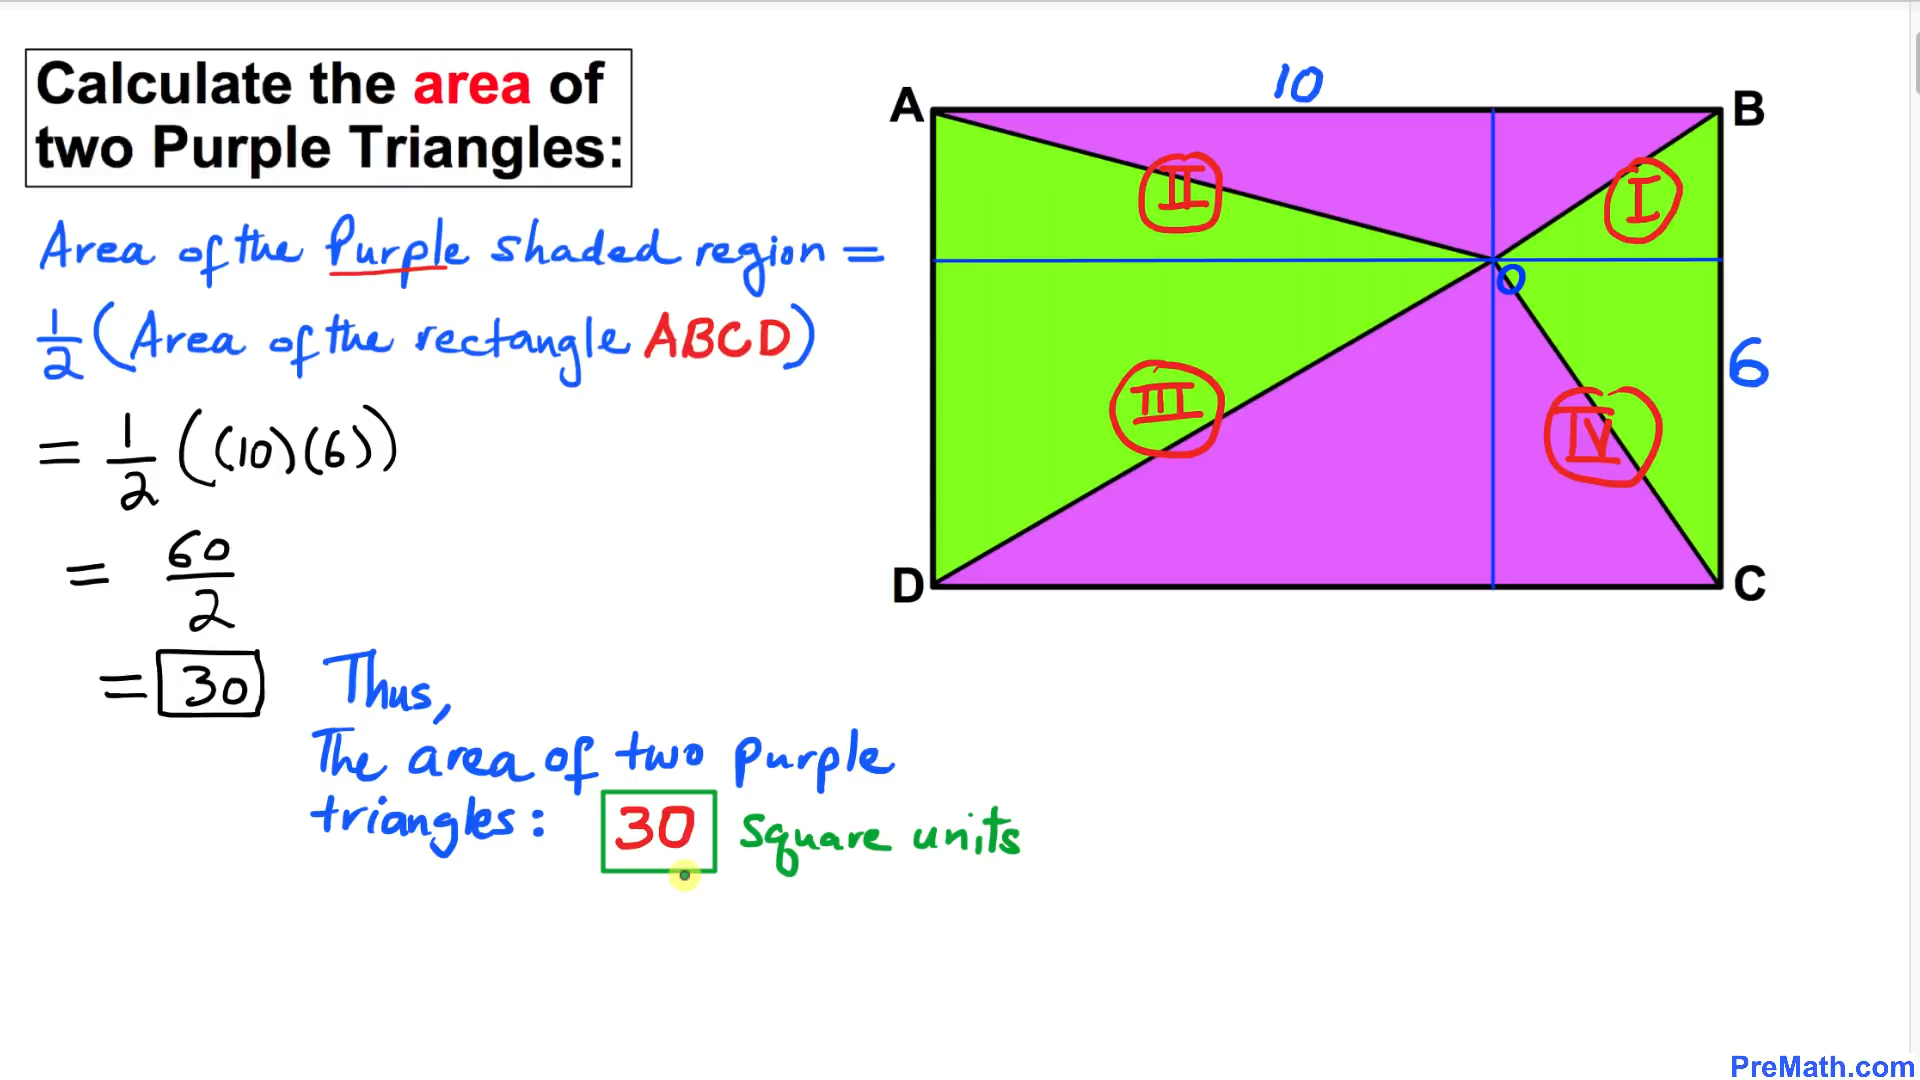 Calculate the area of
two Purple Triangles:
Area of the Purple shaded region =
1/2 (Area of the rectangle ABCD)
= 1/2 ((10)(6))
= 60/2
= 30
Thus,
The area of two purple
triangles: 30 square units
10
A
B
II
I
O
6
III
IV
D
C
PreMath.com